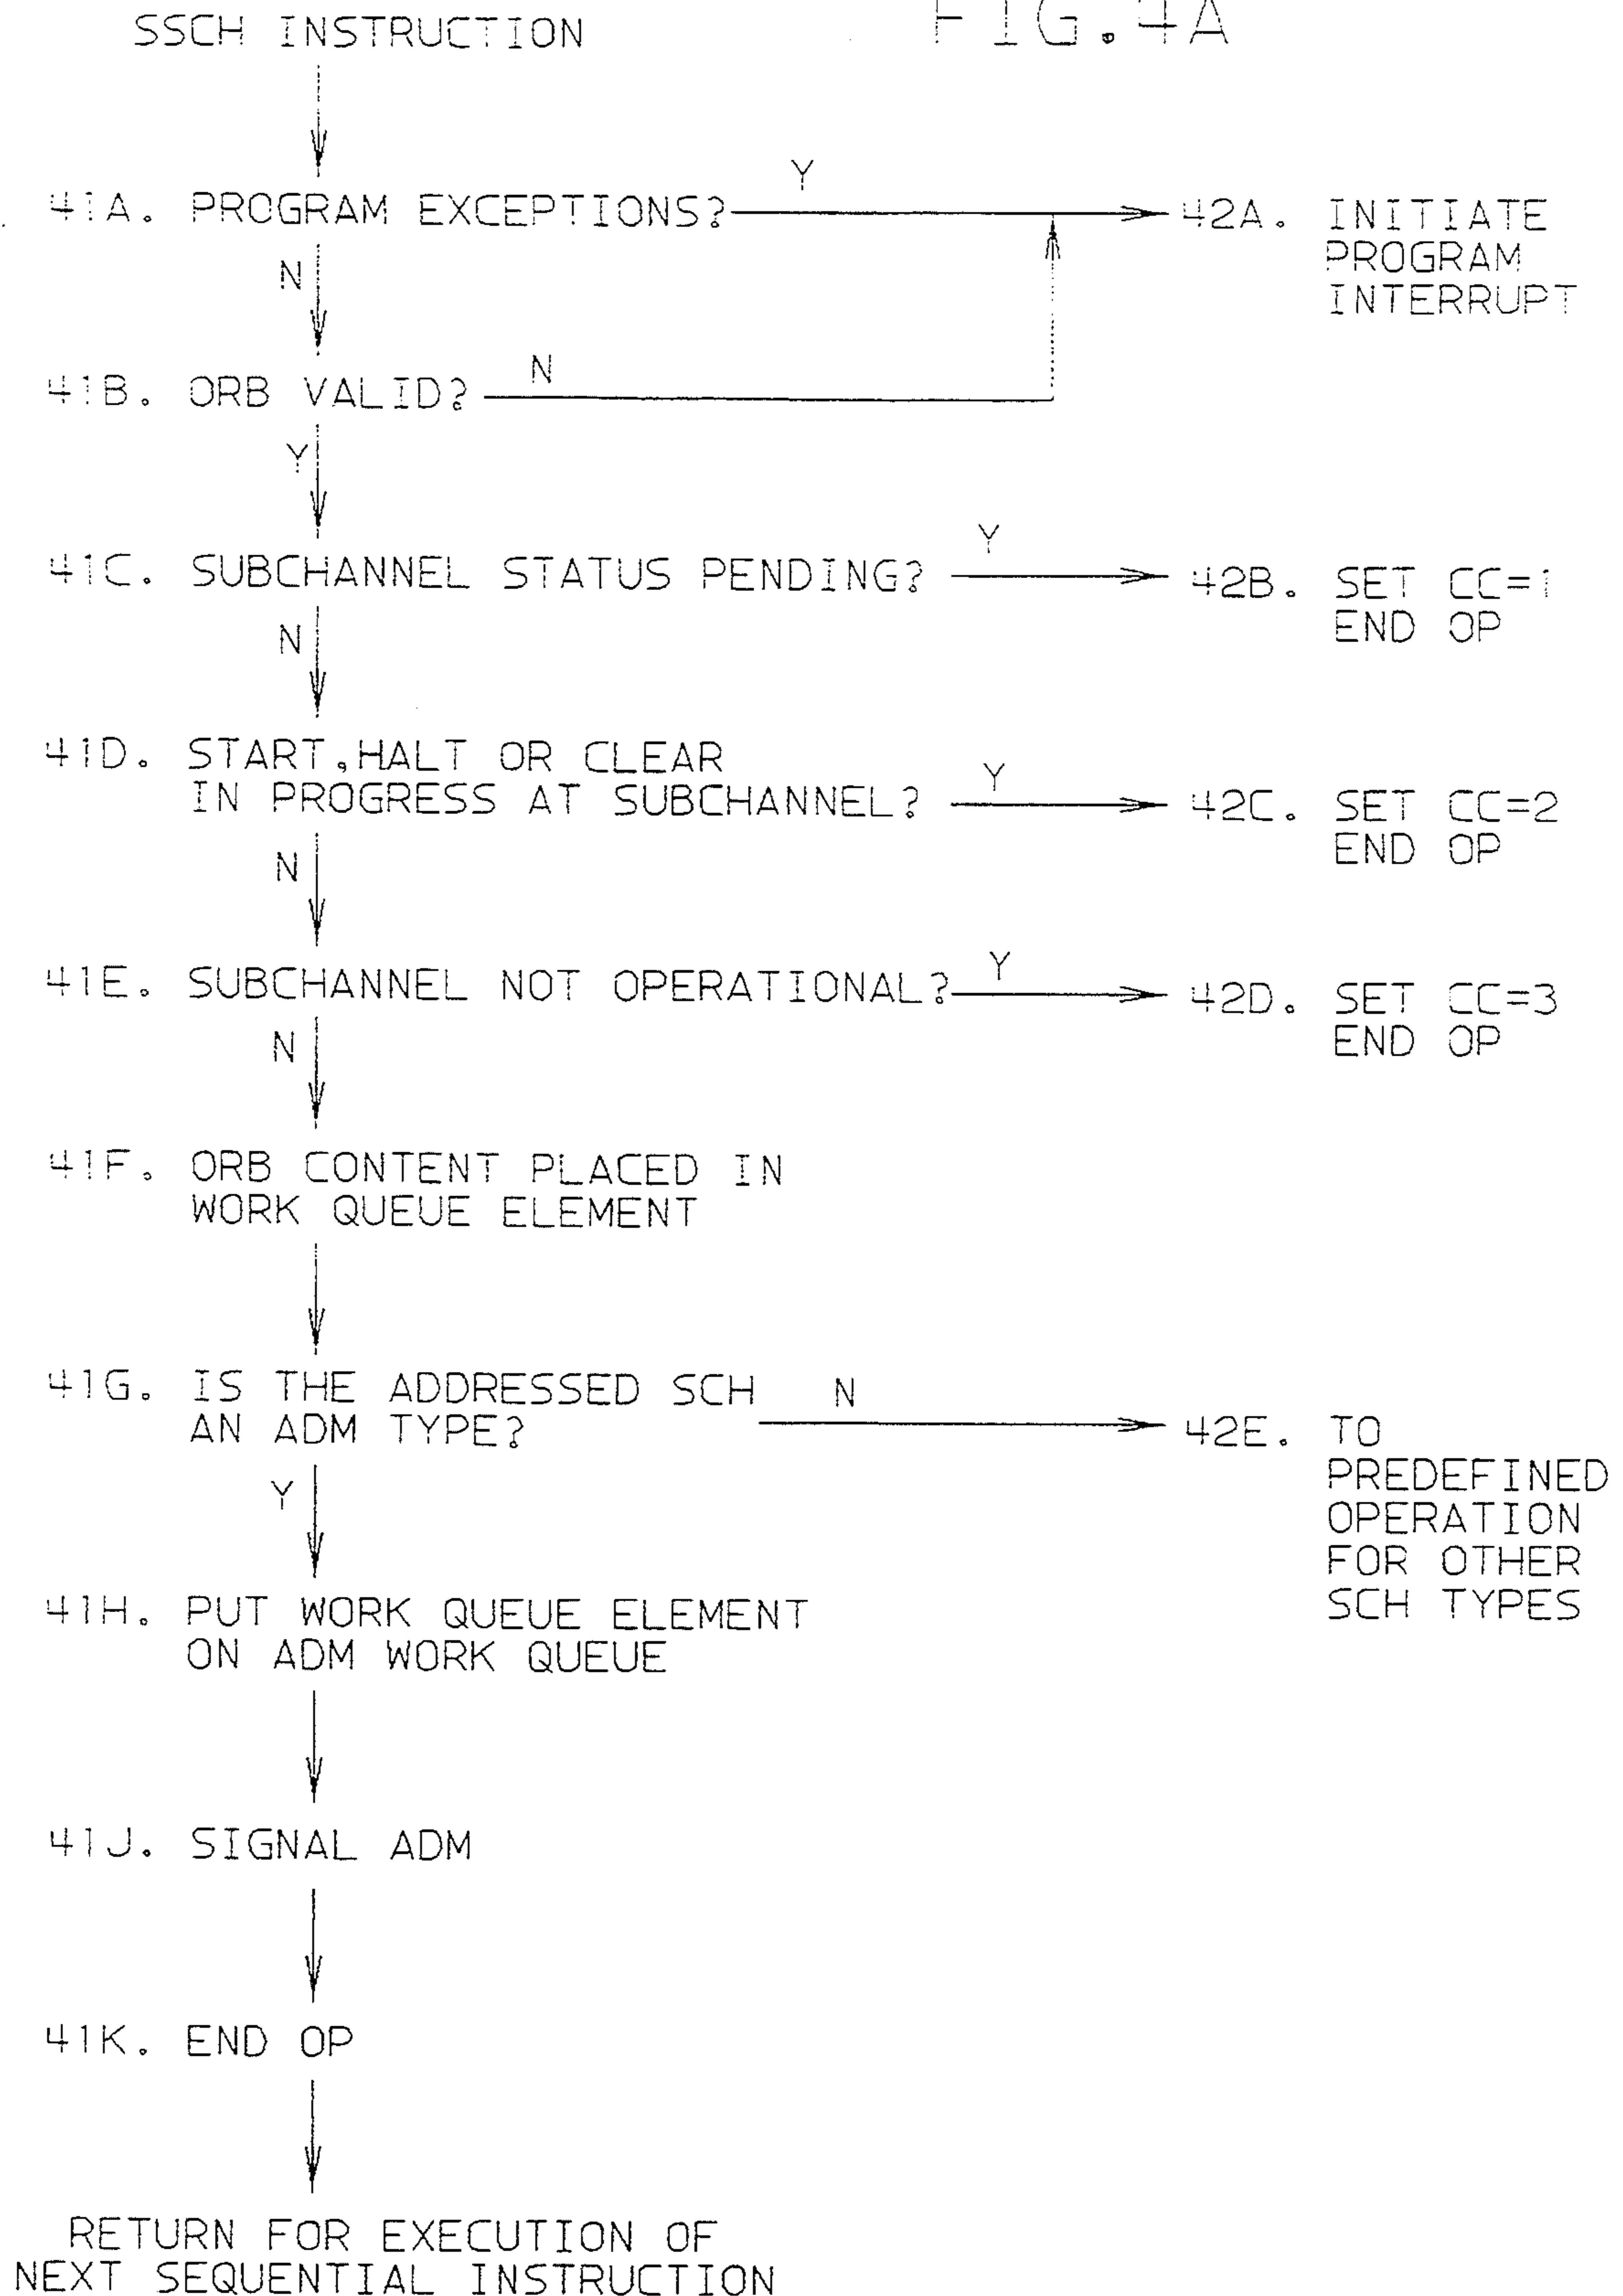 FIG.4A
SSCH INSTRUCTION
41A. PROGRAM EXCEPTIONS?
Y
42A. INITIATE
PROGRAM
INTERRUPT
N
41B. ORB VALID?
N
Y
41C. SUBCHANNEL STATUS PENDING?
Y
42B. SET CC=1
END OP
N
41D. START,HALT OR CLEAR
IN PROGRESS AT SUBCHANNEL?
Y
42C. SET CC=2
END OP
N
41E. SUBCHANNEL NOT OPERATIONAL?
Y
42D. SET CC=3
END OP
N
41F. ORB CONTENT PLACED IN
WORK QUEUE ELEMENT
41G. IS THE ADDRESSED SCH
AN ADM TYPE?
N
42E. TO
PREDEFINED
OPERATION
FOR OTHER
SCH TYPES
Y
41H. PUT WORK QUEUE ELEMENT
ON ADM WORK QUEUE
41J. SIGNAL ADM
41K. END OP
RETURN FOR EXECUTION OF
NEXT SEQUENTIAL INSTRUCTION